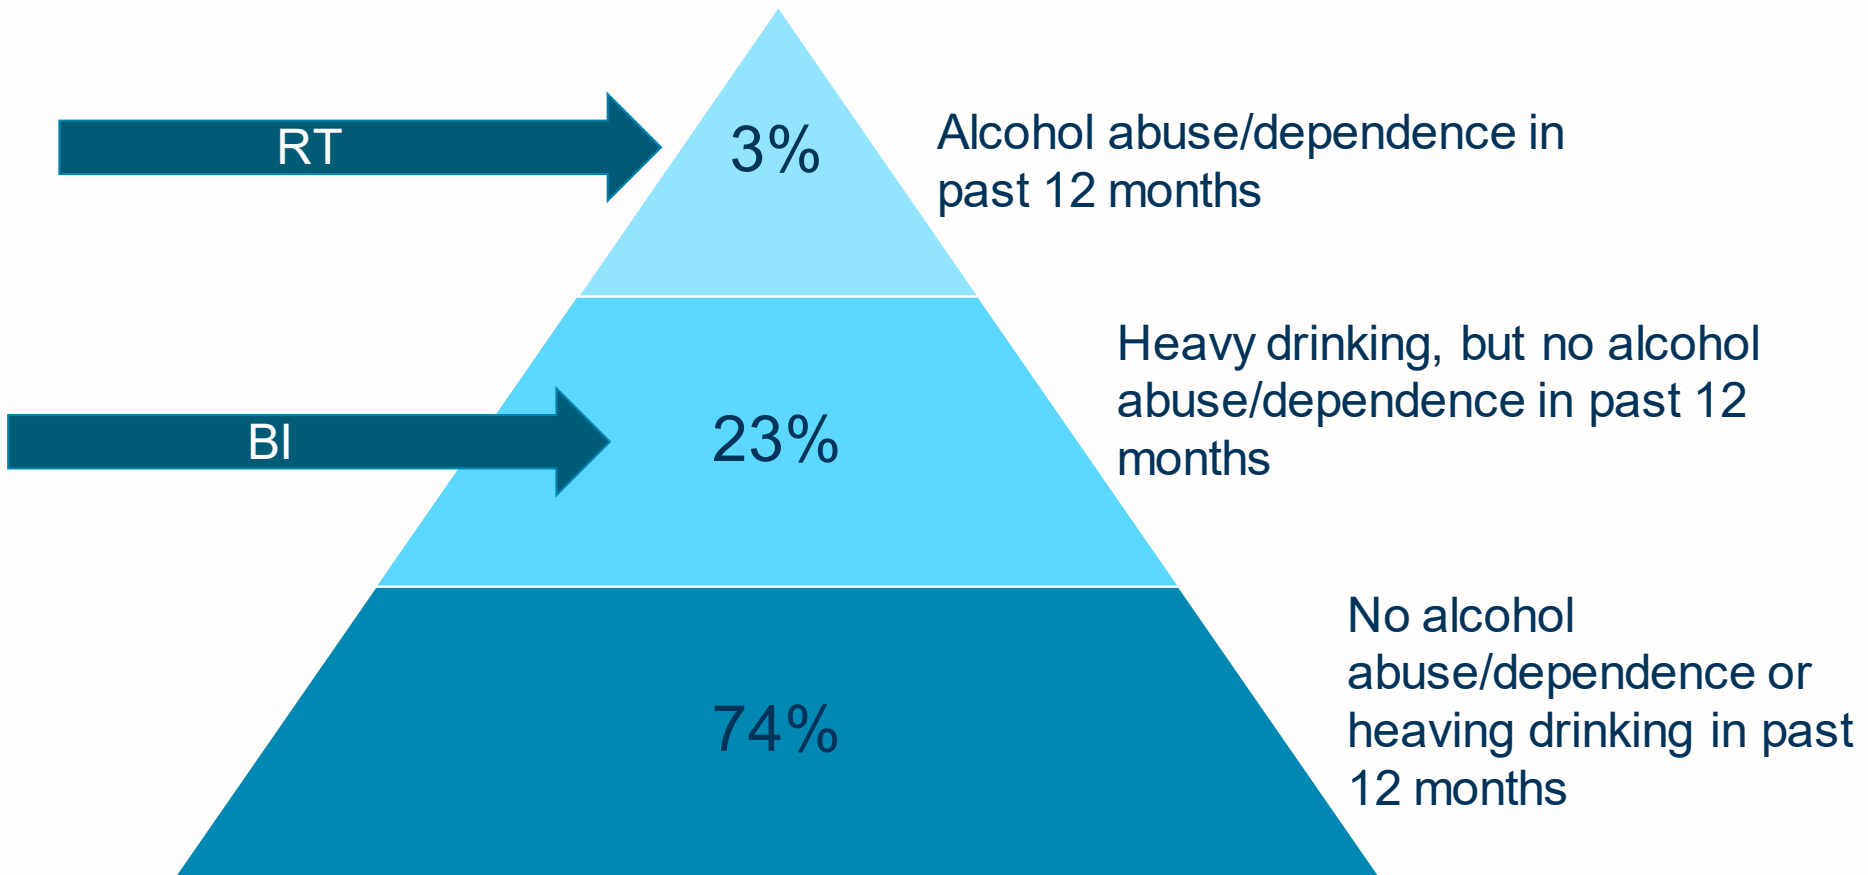 RT
3%
Alcohol abuse/dependence in
past 12 months
BI
23%
Heavy drinking, but no alcohol
abuse/dependence in past 12
months
74%
No alcohol
abuse/dependence or
heaving drinking in past
12 months